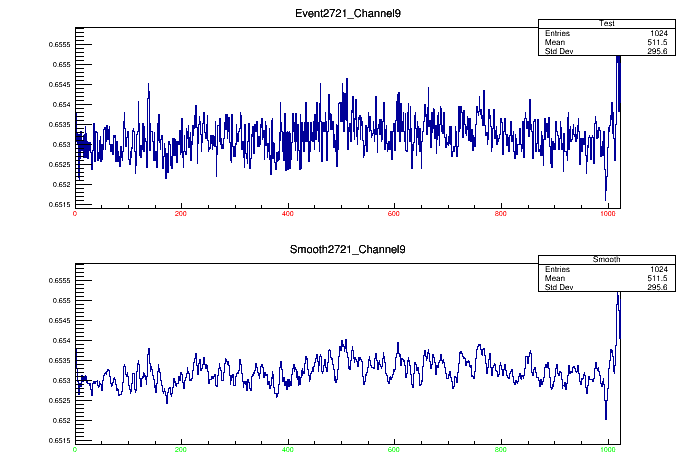 Event2721_Channel9
Test
Entries 1024
Mean 511.5
Std Dev 295.6
0.6555
0.655
0.6545
0.654
0.6535
0.653
0.6525
0.652
0.6515
0 200 400 600 800 1000
Smooth2721_Channel9
Smooth
Entries 1024
Mean 511.5
Std Dev 295.6
0.6555
0.655
0.6545
0.654
0.6535
0.653
0.6525
0.652
0.6515
0 200 400 600 800 1000